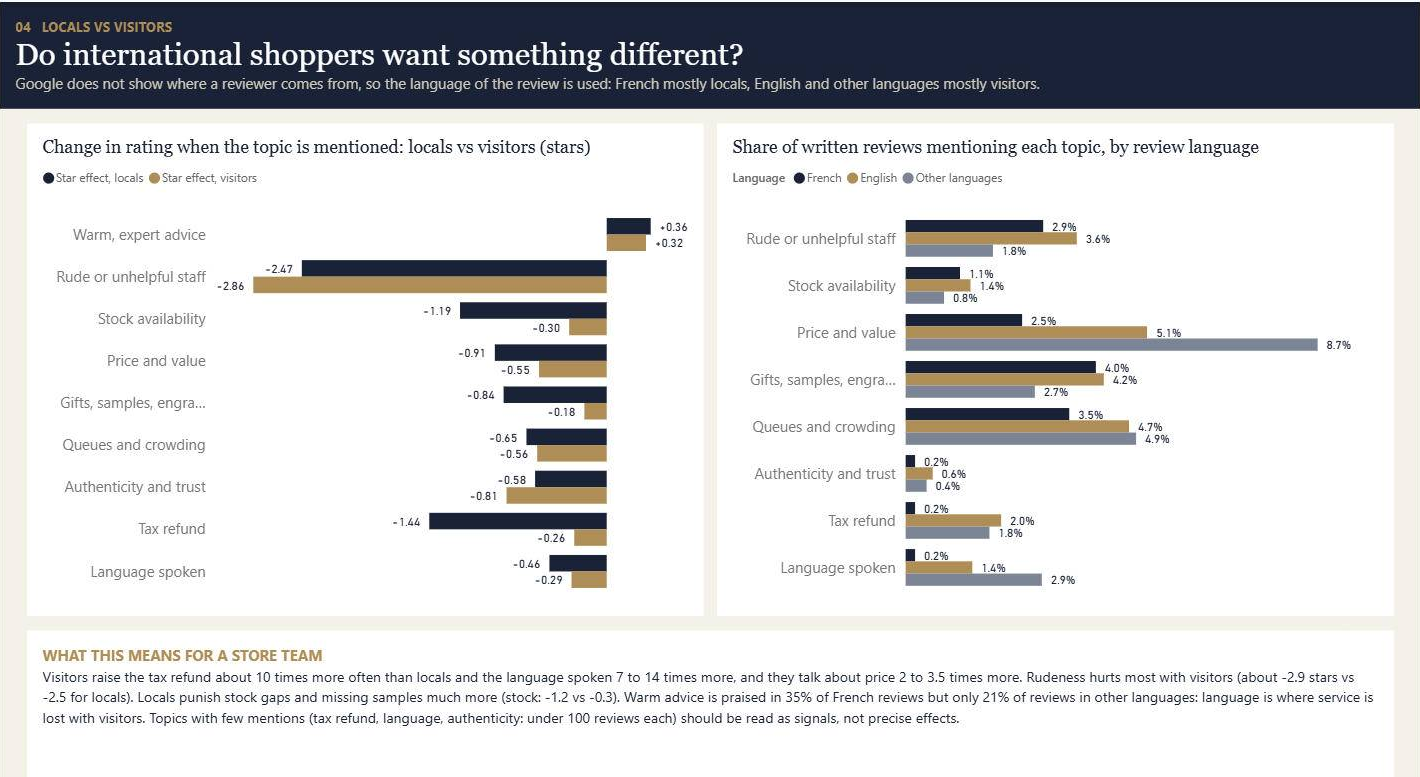 04 LOCALS VS VISITORS
Do international shoppers want something different?
Google does not show where a reviewer comes from, so the language of the review is used: French mostly locals, English and other languages mostly visitors.
Change in rating when the topic is mentioned: locals vs visitors (stars)
Star effect, locals Star effect, visitors
Warm, expert advice
+0.36
+0.32
Rude or unhelpful staff
-2.47
-2.86
Stock availability
-1.19
-0.30
Price and value
-0.91
-0.55
Gifts, samples, engra...
-0.84
-0.18
Queues and crowding
-0.65
-0.56
Authenticity and trust
-0.58
-0.81
Tax refund
-1.44
-0.26
Language spoken
-0.46
-0.29
Share of written reviews mentioning each topic, by review language
Language French English Other languages
Rude or unhelpful staff
2.9%
3.6%
1.8%
Stock availability
1.1%
1.4%
0.8%
Price and value
2.5%
5.1%
8.7%
Gifts, samples, engra...
4.0%
4.2%
2.7%
Queues and crowding
3.5%
4.7%
4.9%
Authenticity and trust
0.2%
0.6%
0.4%
Tax refund
0.2%
2.0%
1.8%
Language spoken
0.2%
1.4%
2.9%
WHAT THIS MEANS FOR A STORE TEAM
Visitors raise the tax refund about 10 times more often than locals and the language spoken 7 to 14 times more, and they talk about price 2 to 3.5 times more. Rudeness hurts most with visitors (about -2.9 stars vs
-2.5 for locals). Locals punish stock gaps and missing samples much more (stock: -1.2 vs -0.3). Warm advice is praised in 35% of French reviews but only 21% of reviews in other languages: language is where service is
lost with visitors. Topics with few mentions (tax refund, language, authenticity: under 100 reviews each) should be read as signals, not precise effects.